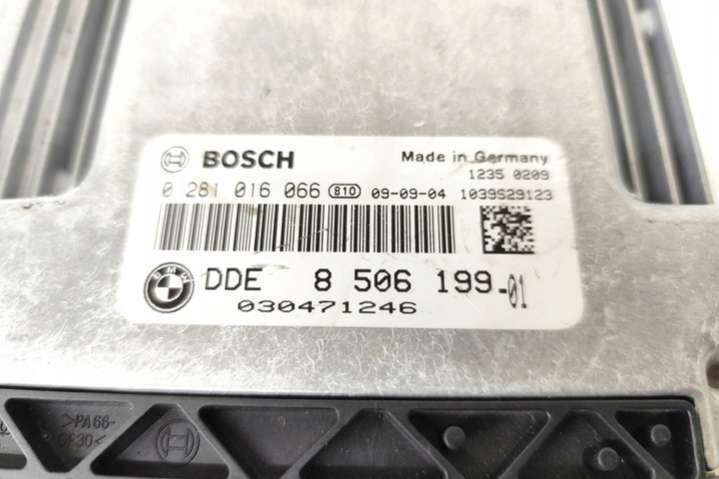 BOSCH Made in Germany
1235 0209
0 281 016 066 810 09-09-04 1039S29123
BMW DDE 8 506 199-01
030471246
>PA66-
GF30<